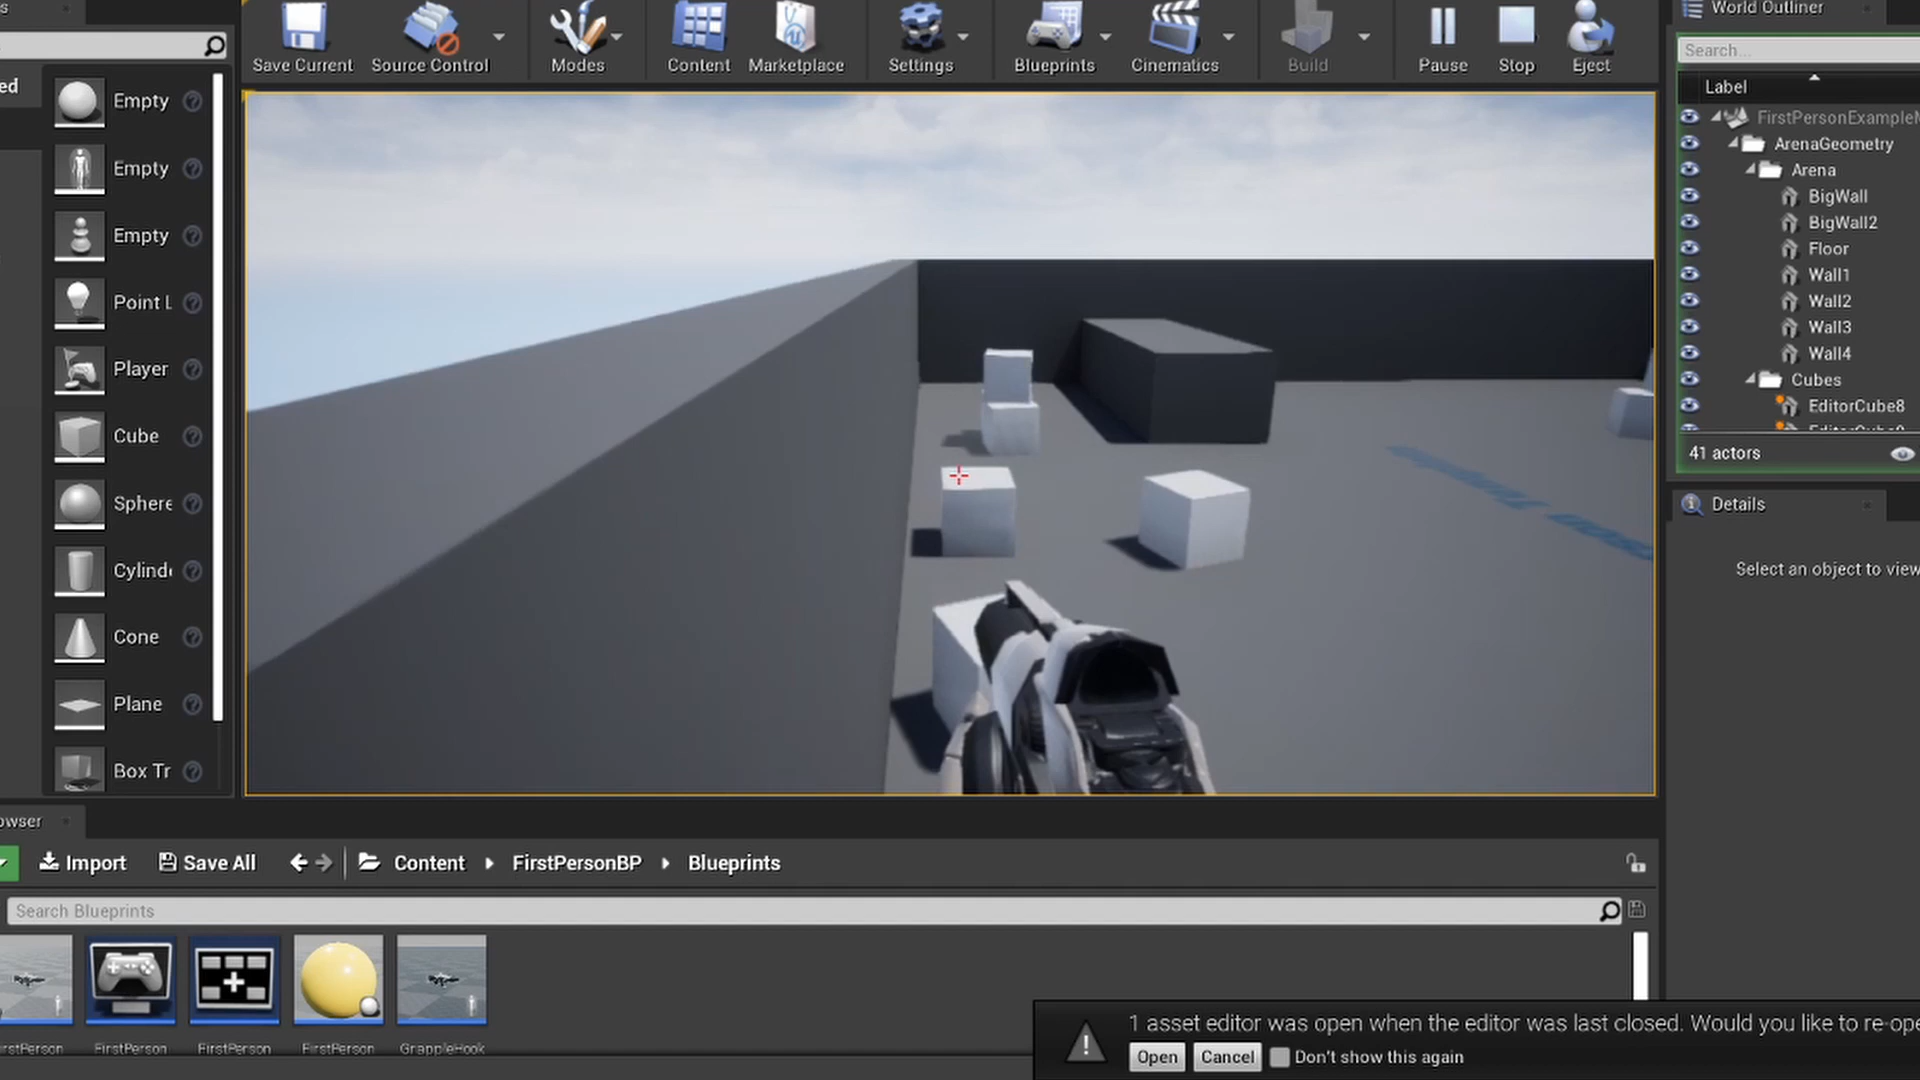 s
ed
Empty
Empty
Empty
Point L
Player
Cube
Sphere
Cylind
Cone
Plane
Box Tr
Save Current
Source Control
Modes
Content
Marketplace
Settings
Blueprints
Cinematics
Build
Pause
Stop
Eject
World Outliner
Search...
Label
FirstPersonExampleM
ArenaGeometry
Arena
BigWall
BigWall2
Floor
Wall1
Wall2
Wall3
Wall4
Cubes
EditorCube8
41 actors
Details
Select an object to view
owser
Import
Save All
Content
FirstPersonBP
Blueprints
Search Blueprints
rstPerson
FirstPerson
FirstPerson
FirstPerson
GrappleHook
1 asset editor was open when the editor was last closed. Would you like to re-ope
Open
Cancel
Don't show this again